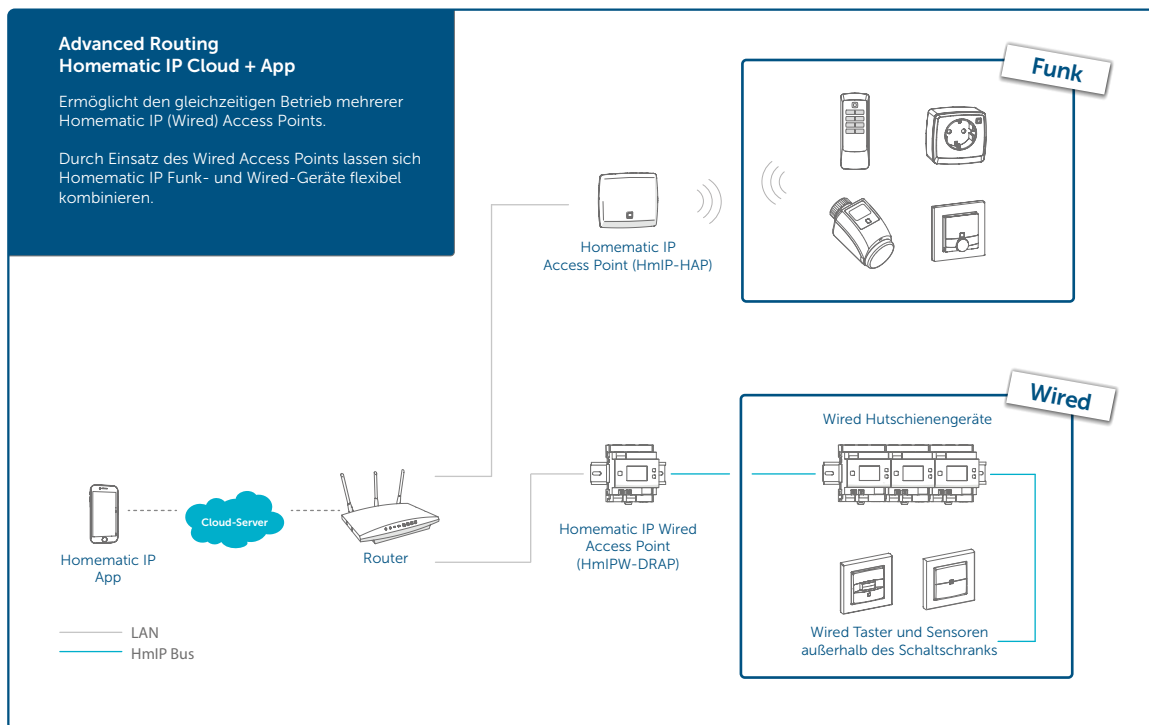 Advanced Routing
Homematic IP Cloud + App
Ermöglicht den gleichzeitigen Betrieb mehrerer
Homematic IP (Wired) Access Points.
Durch Einsatz des Wired Access Points lassen sich
Homematic IP Funk- und Wired-Geräte flexibel
kombinieren.
Funk
Homematic IP
Access Point (HmIP-HAP)
Wired
Wired Hutschienengeräte
Cloud-Server
Homematic IP
App
Router
Homematic IP Wired
Access Point
(HmIPW-DRAP)
Wired Taster und Sensoren
außerhalb des Schaltschranks
LAN
HmIP Bus